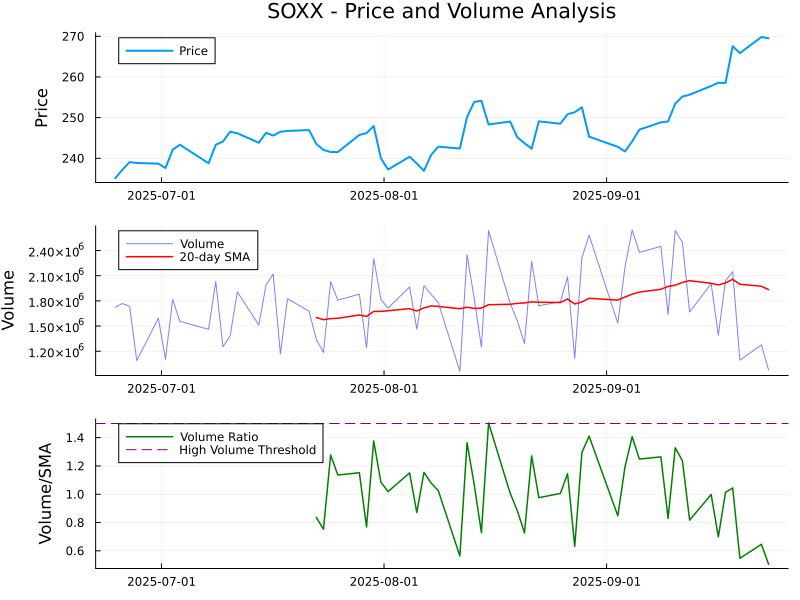 SOXX - Price and Volume Analysis
Price
270
260
250
240
Price
2025-07-01
2025-08-01
2025-09-01
Volume
20-day SMA
2.40×10⁶
2.10×10⁶
1.80×10⁶
1.50×10⁶
1.20×10⁶
Volume
2025-07-01
2025-08-01
2025-09-01
Volume Ratio
High Volume Threshold
1.4
1.2
1.0
0.8
0.6
Volume/SMA
2025-07-01
2025-08-01
2025-09-01